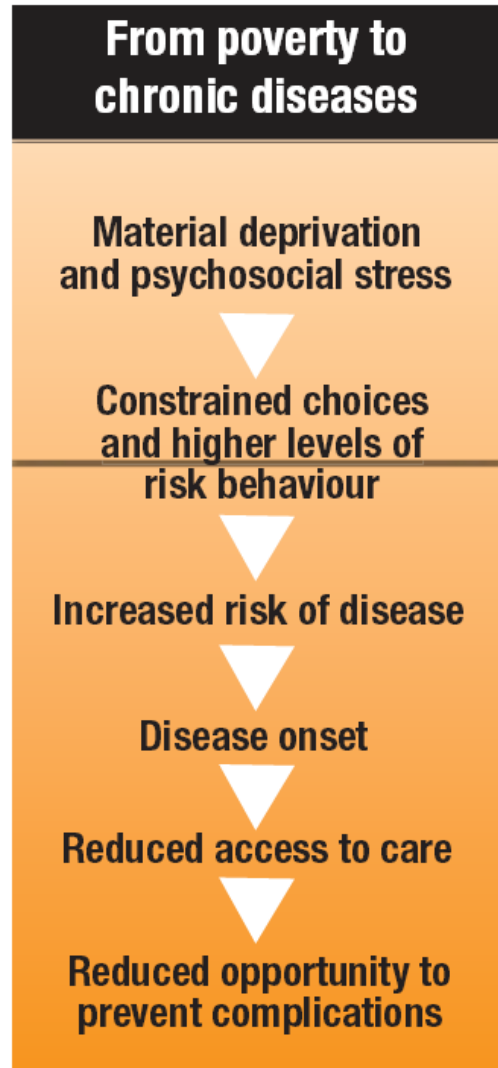 From poverty to
chronic diseases
Material deprivation
and psychosocial stress
Constrained choices
and higher levels of
risk behaviour
Increased risk of disease
Disease onset
Reduced access to care
Reduced opportunity to
prevent complications